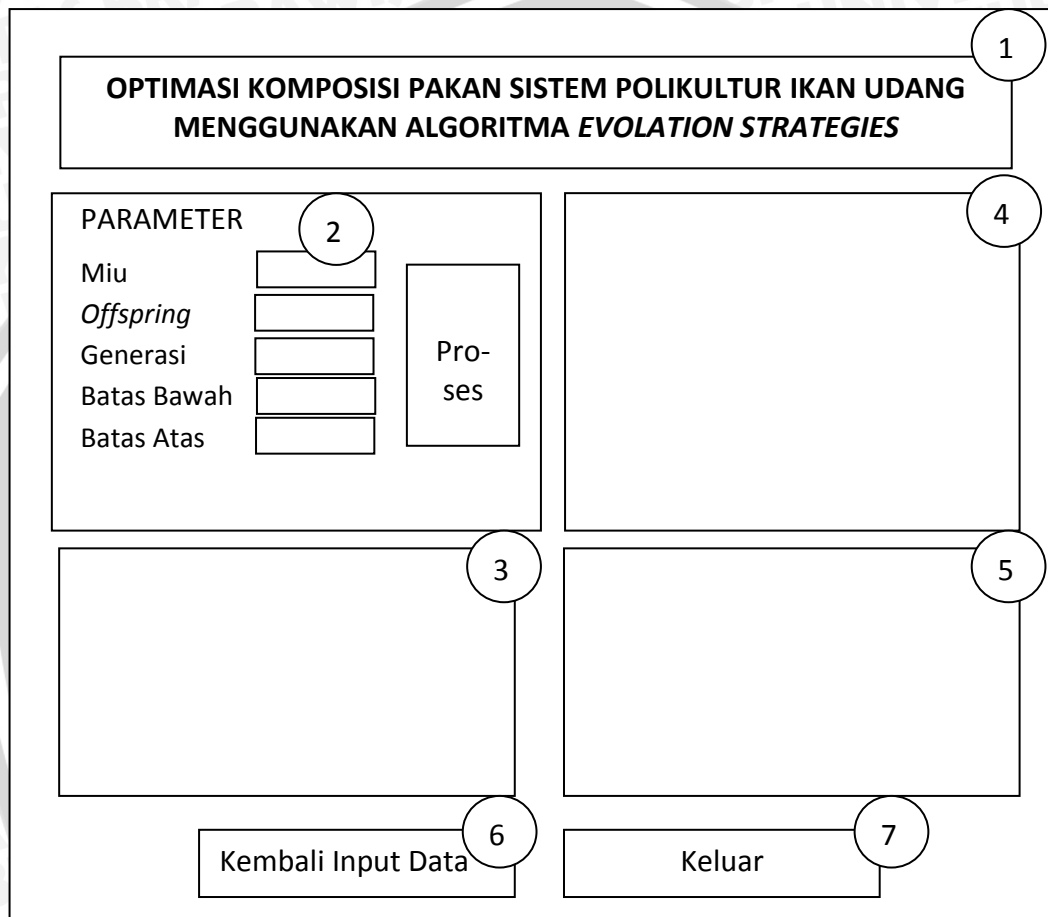 1
OPTIMASI KOMPOSISI PAKAN SISTEM POLIKULTUR IKAN UDANG
MENGGUNAKAN ALGORITMA EVOLATION STRATEGIES
PARAMETER
2
Miu
Offspring
Generasi
Batas Bawah
Batas Atas
Pro-
ses
4
3
5
6
Kembali Input Data
7
Keluar